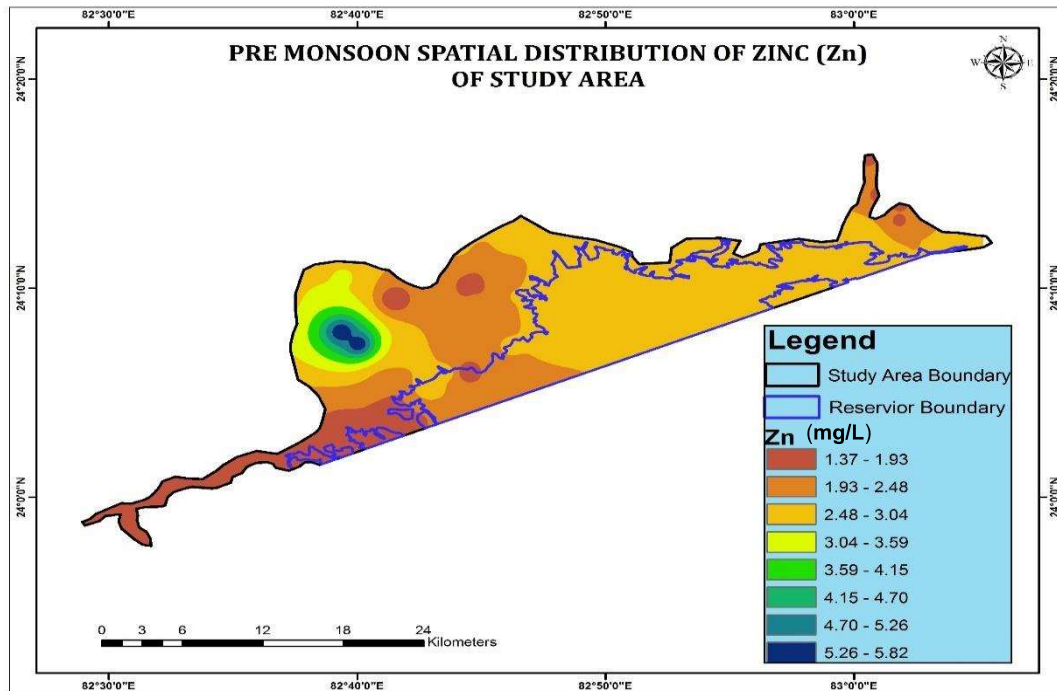 82°30'0"E 82°40'0"E 82°50'0"E 83°0'0"E
PRE MONSOON SPATIAL DISTRIBUTION OF ZINC (Zn)
OF STUDY AREA
N
W E
S
24°20'0"N 24°20'0"N
24°10'0"N 24°10'0"N
24°0'0"N 24°0'0"N
Legend
Study Area Boundary
Reservior Boundary
Zn (mg/L)
1.37 - 1.93
1.93 - 2.48
2.48 - 3.04
3.04 - 3.59
3.59 - 4.15
4.15 - 4.70
4.70 - 5.26
5.26 - 5.82
0 3 6 12 18 24
Kilometers
82°30'0"E 82°40'0"E 82°50'0"E 83°0'0"E